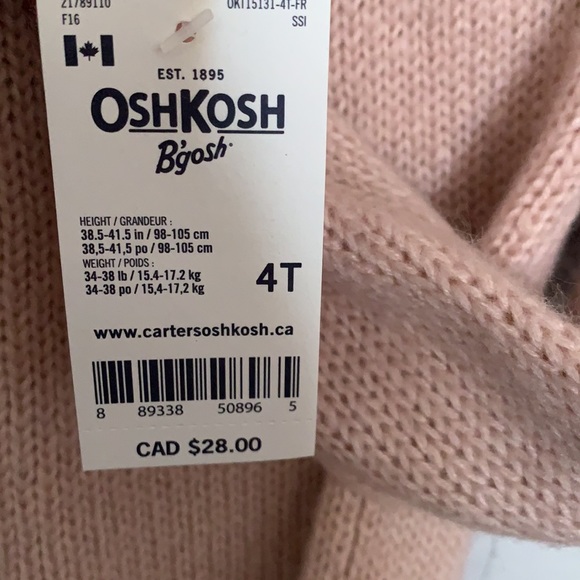 21789110 OKT15131-4T-FR
F16 SSI
EST. 1895
OSHKOSH
B'gosh
HEIGHT / GRANDEUR :
38.5-41.5 in / 98-105 cm
38,5-41,5 po / 98-105 cm
WEIGHT / POIDS :
34-38 lb / 15.4-17.2 kg
34-38 po / 15,4-17,2 kg
4T
www.cartersoshkosh.ca
8 89338 50896 5
CAD $28.00